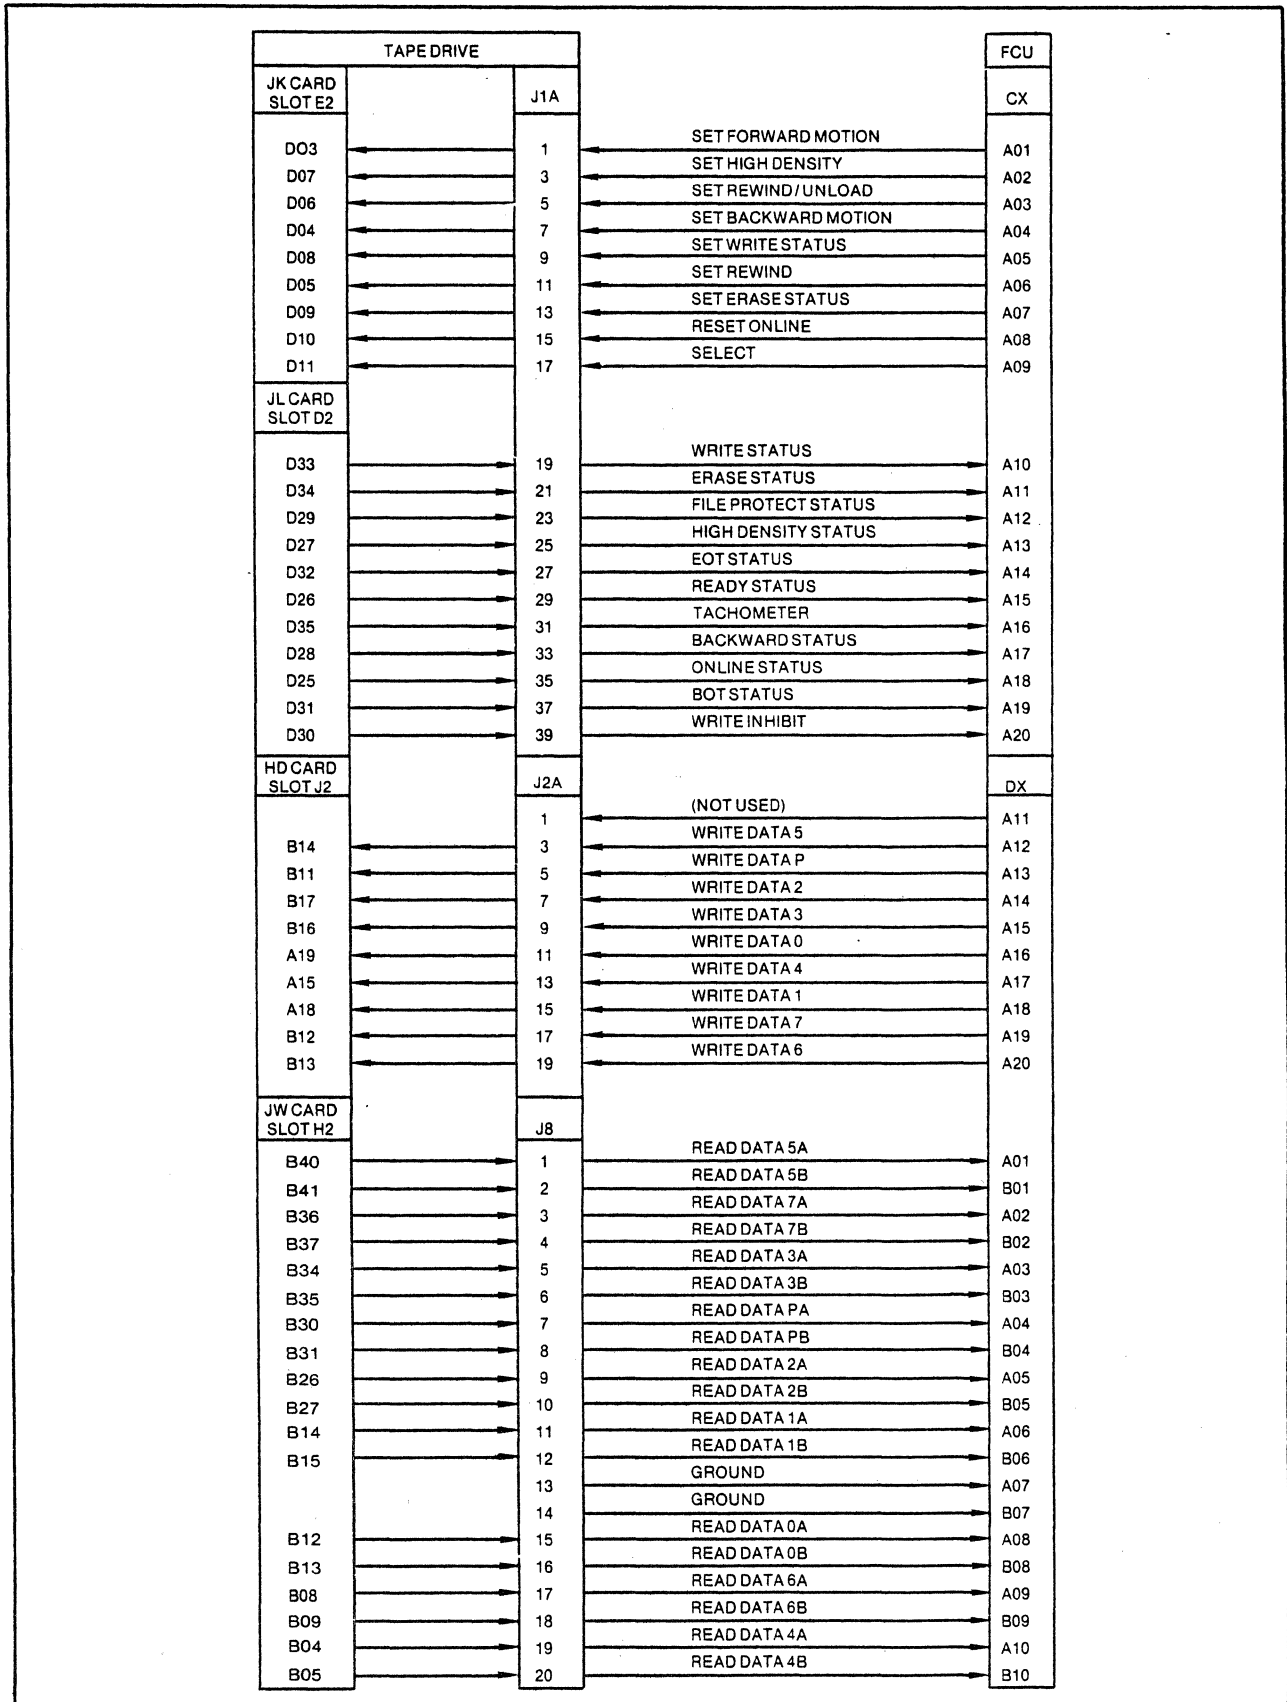 TAPE DRIVE FCU
JK CARD
SLOT E2 J1A CX
SET FORWARD MOTION
D03 1 A01
SET HIGH DENSITY
D07 3 A02
SET REWIND/UNLOAD
D06 5 A03
SET BACKWARD MOTION
D04 7 A04
SET WRITE STATUS
D08 9 A05
SET REWIND
D05 11 A06
SET ERASE STATUS
D09 13 A07
RESET ONLINE
D10 15 A08
SELECT
D11 17 A09
JL CARD
SLOT D2
WRITE STATUS
D33 19 A10
ERASE STATUS
D34 21 A11
FILE PROTECT STATUS
D29 23 A12
HIGH DENSITY STATUS
D27 25 A13
EOT STATUS
D32 27 A14
READY STATUS
D26 29 A15
TACHOMETER
D35 31 A16
BACKWARD STATUS
D28 33 A17
ONLINE STATUS
D25 35 A18
BOT STATUS
D31 37 A19
WRITE INHIBIT
D30 39 A20
HD CARD
SLOT J2 J2A DX
(NOT USED)
1 A11
WRITE DATA 5
B14 3 A12
WRITE DATA P
B11 5 A13
WRITE DATA 2
B17 7 A14
WRITE DATA 3
B16 9 A15
WRITE DATA 0
A19 11 A16
WRITE DATA 4
A15 13 A17
WRITE DATA 1
A18 15 A18
WRITE DATA 7
B12 17 A19
WRITE DATA 6
B13 19 A20
JW CARD
SLOT H2 J8
READ DATA 5A
B40 1 A01
READ DATA 5B
B41 2 B01
READ DATA 7A
B36 3 A02
READ DATA 7B
B37 4 B02
READ DATA 3A
B34 5 A03
READ DATA 3B
B35 6 B03
READ DATA PA
B30 7 A04
READ DATA PB
B31 8 B04
READ DATA 2A
B26 9 A05
READ DATA 2B
B27 10 B05
READ DATA 1A
B14 11 A06
READ DATA 1B
B15 12 B06
GROUND
13 A07
GROUND
14 B07
READ DATA 0A
B12 15 A08
READ DATA 0B
B13 16 B08
READ DATA 6A
B08 17 A09
READ DATA 6B
B09 18 B09
READ DATA 4A
B04 19 A10
READ DATA 4B
B05 20 B10